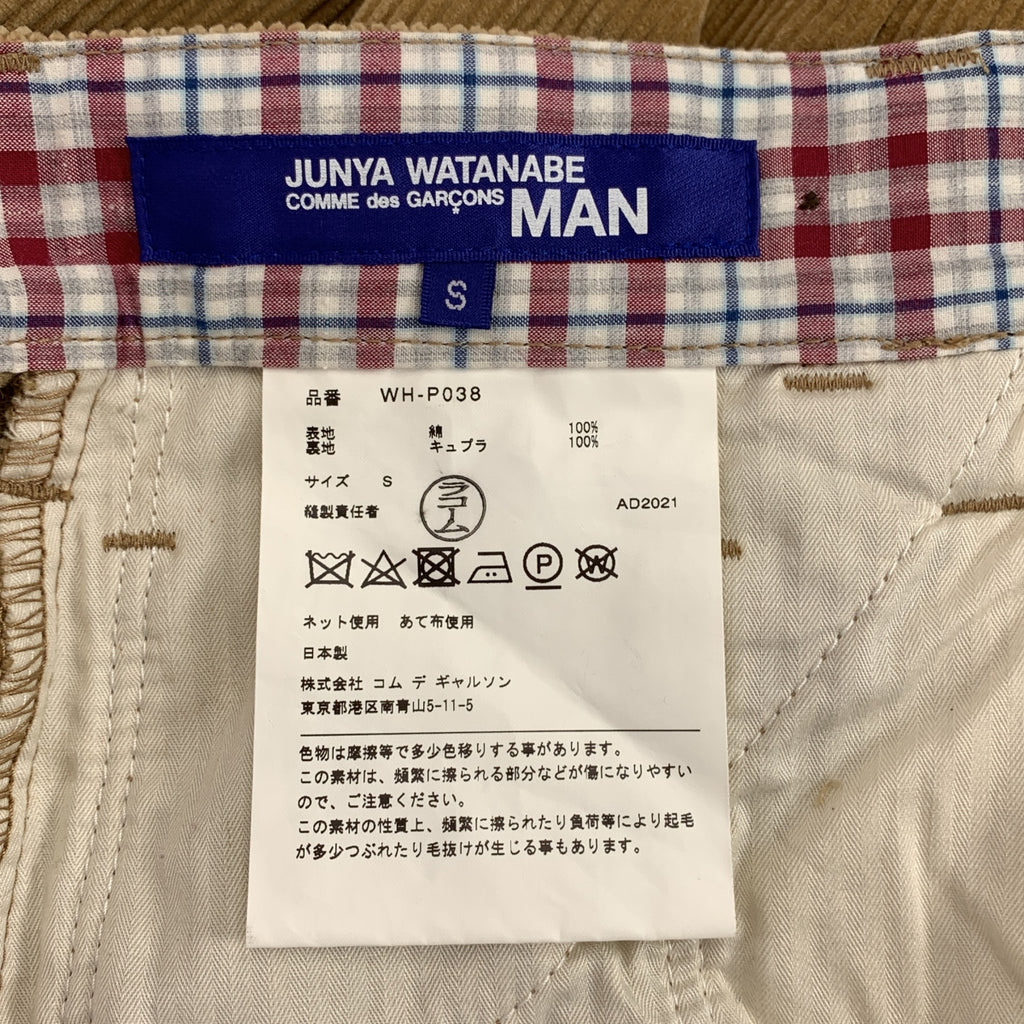 JUNYA WATANABE
COMME des GARÇONS MAN
S
品番 WH-P038
表地 綿 100%
裏地 キュプラ 100%
サイズ S
縫製責任者 ラコム AD2021
P W
ネット使用 あて布使用
日本製
株式会社 コム デ ギャルソン
東京都港区南青山5-11-5
色物は摩擦等で多少色移りする事があります。
この素材は、頻繁に擦られる部分などが傷になりやすい
ので、ご注意ください。
この素材の性質上、頻繁に擦られたり負荷等により起毛
が多少つぶれたり毛抜けが生じる事もあります。